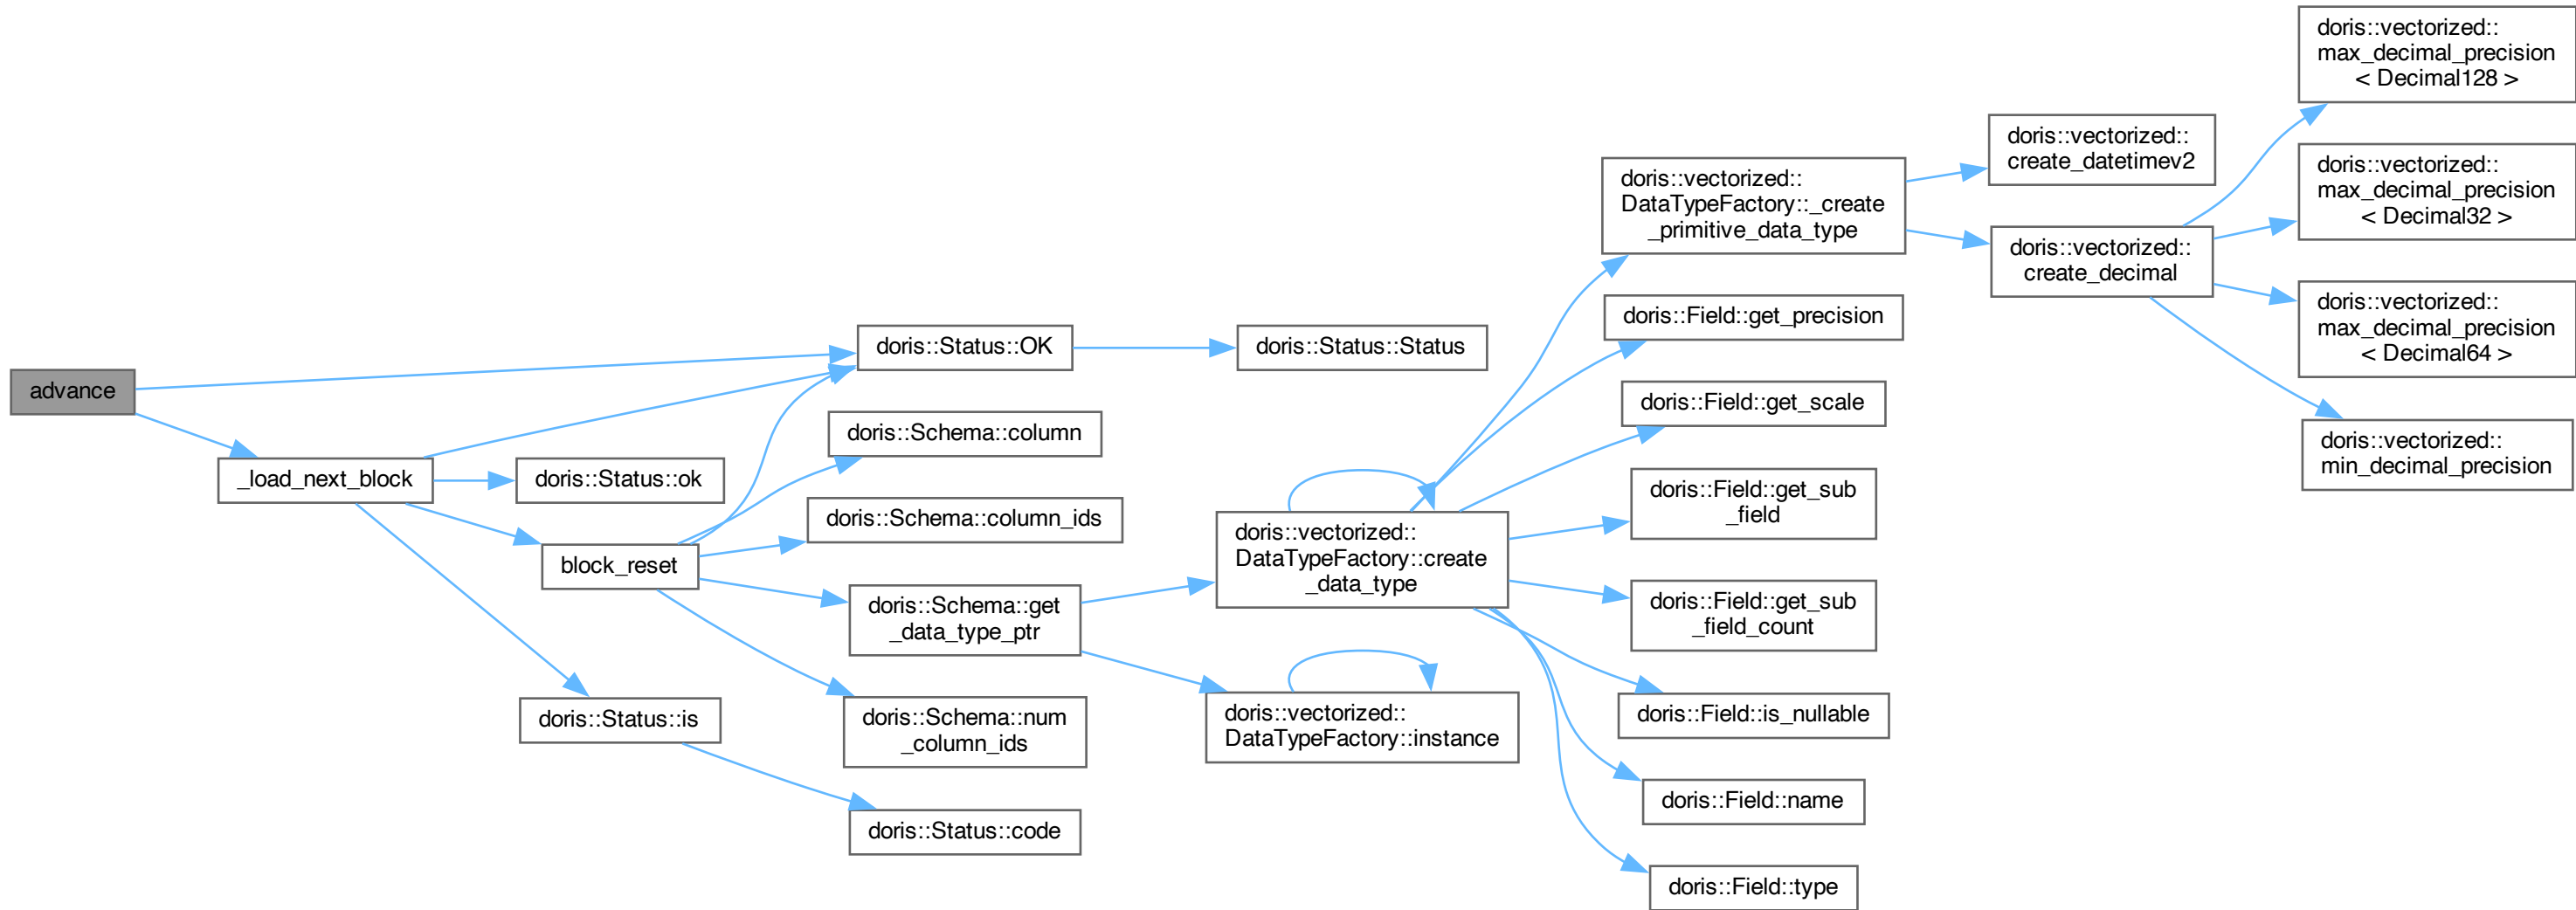 advance
_load_next_block
doris::Status::OK
doris::Status::Status
doris::Status::ok
block_reset
doris::Schema::column
doris::Schema::column_ids
doris::Schema::get
_data_type_ptr
doris::Schema::num
_column_ids
doris::Status::is
doris::Status::code
doris::vectorized::
DataTypeFactory::create
_data_type
doris::vectorized::
DataTypeFactory::instance
doris::vectorized::
DataTypeFactory::_create
_primitive_data_type
doris::Field::get_precision
doris::Field::get_scale
doris::Field::get_sub
_field
doris::Field::get_sub
_field_count
doris::Field::is_nullable
doris::Field::name
doris::Field::type
doris::vectorized::
create_datetimev2
doris::vectorized::
create_decimal
doris::vectorized::
max_decimal_precision
< Decimal128 >
doris::vectorized::
max_decimal_precision
< Decimal32 >
doris::vectorized::
max_decimal_precision
< Decimal64 >
doris::vectorized::
min_decimal_precision